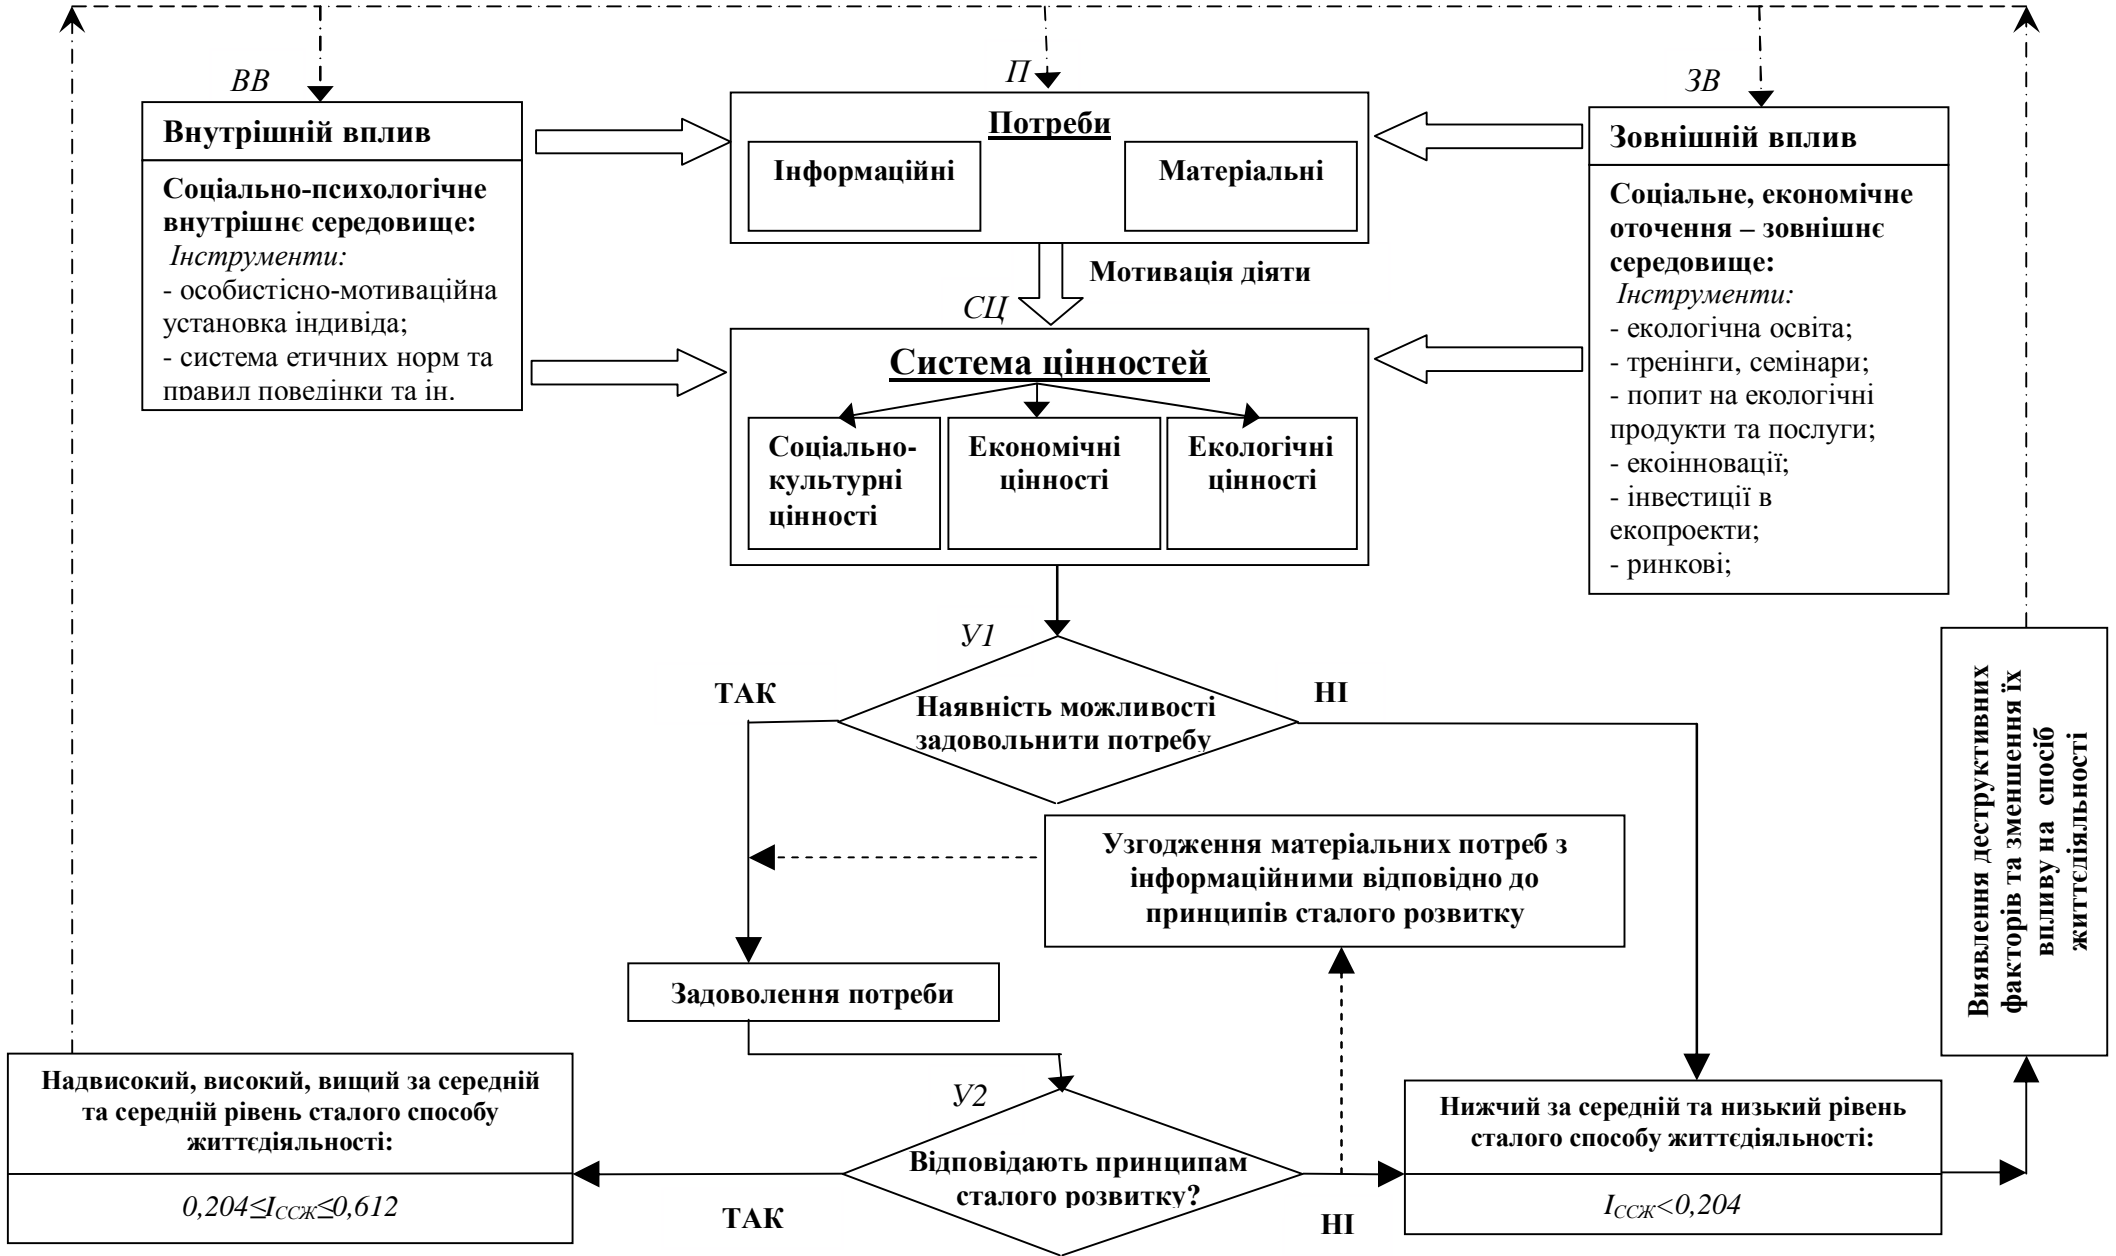 ВВ
Внутрішній вплив
Соціально-психологічне
внутрішнє середовище:
Інструменти:
- особистісно-мотиваційна
установка індивіда;
- система етичних норм та
правил поведінки та ін.
П
Потреби
Інформаційні
Матеріальні
Мотивація діяти
СЦ
Система цінностей
Соціально-
культурні
цінності
Економічні
цінності
Екологічні
цінності
ЗВ
Зовнішній вплив
Соціальне, економічне
оточення – зовнішнє
середовище:
Інструменти:
- екологічна освіта;
- тренінги, семінари;
- попит на екологічні
продукти та послуги;
- екоінновації;
- інвестиції в
екопроекти;
- ринкові;
У1
ТАК
НІ
Наявність можливості
задовольнити потребу
Узгодження матеріальних потреб з
інформаційними відповідно до
принципів сталого розвитку
Задоволення потреби
Виявлення деструктивних
факторів та зменшення їх
впливу на спосіб
життєдіяльності
Надвисокий, високий, вищий за середній
та середній рівень сталого способу
життєдіяльності:
0,204≤I_ССЖ≤0,612
У2
Відповідають принципам
сталого розвитку?
ТАК
НІ
Нижчий за середній та низький рівень
сталого способу життєдіяльності:
I_ССЖ<0,204